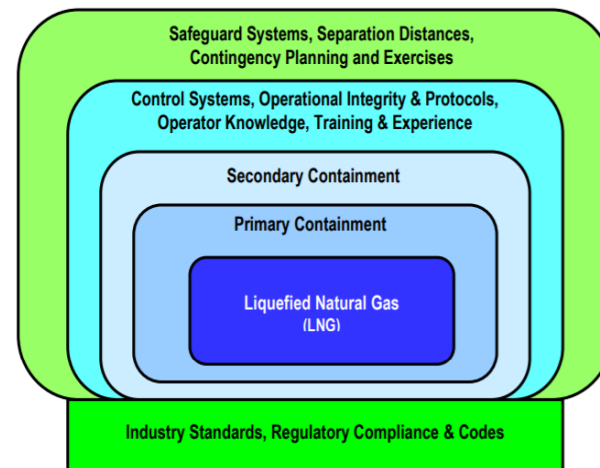 Safeguard Systems, Separation Distances,
Contingency Planning and Exercises
Control Systems, Operational Integrity & Protocols,
Operator Knowledge, Training & Experience
Secondary Containment
Primary Containment
Liquefied Natural Gas
(LNG)
Industry Standards, Regulatory Compliance & Codes